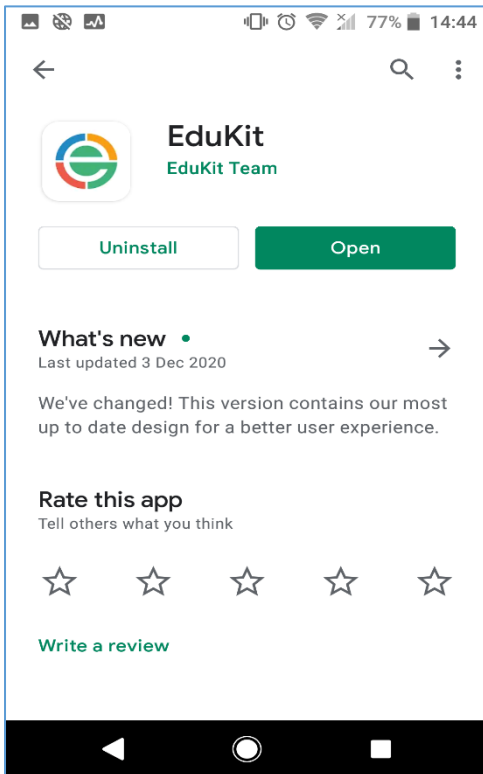 77% 14:44
EduKit
EduKit Team
Uninstall Open
What's new
Last updated 3 Dec 2020
We've changed! This version contains our most
up to date design for a better user experience.
Rate this app
Tell others what you think
Write a review